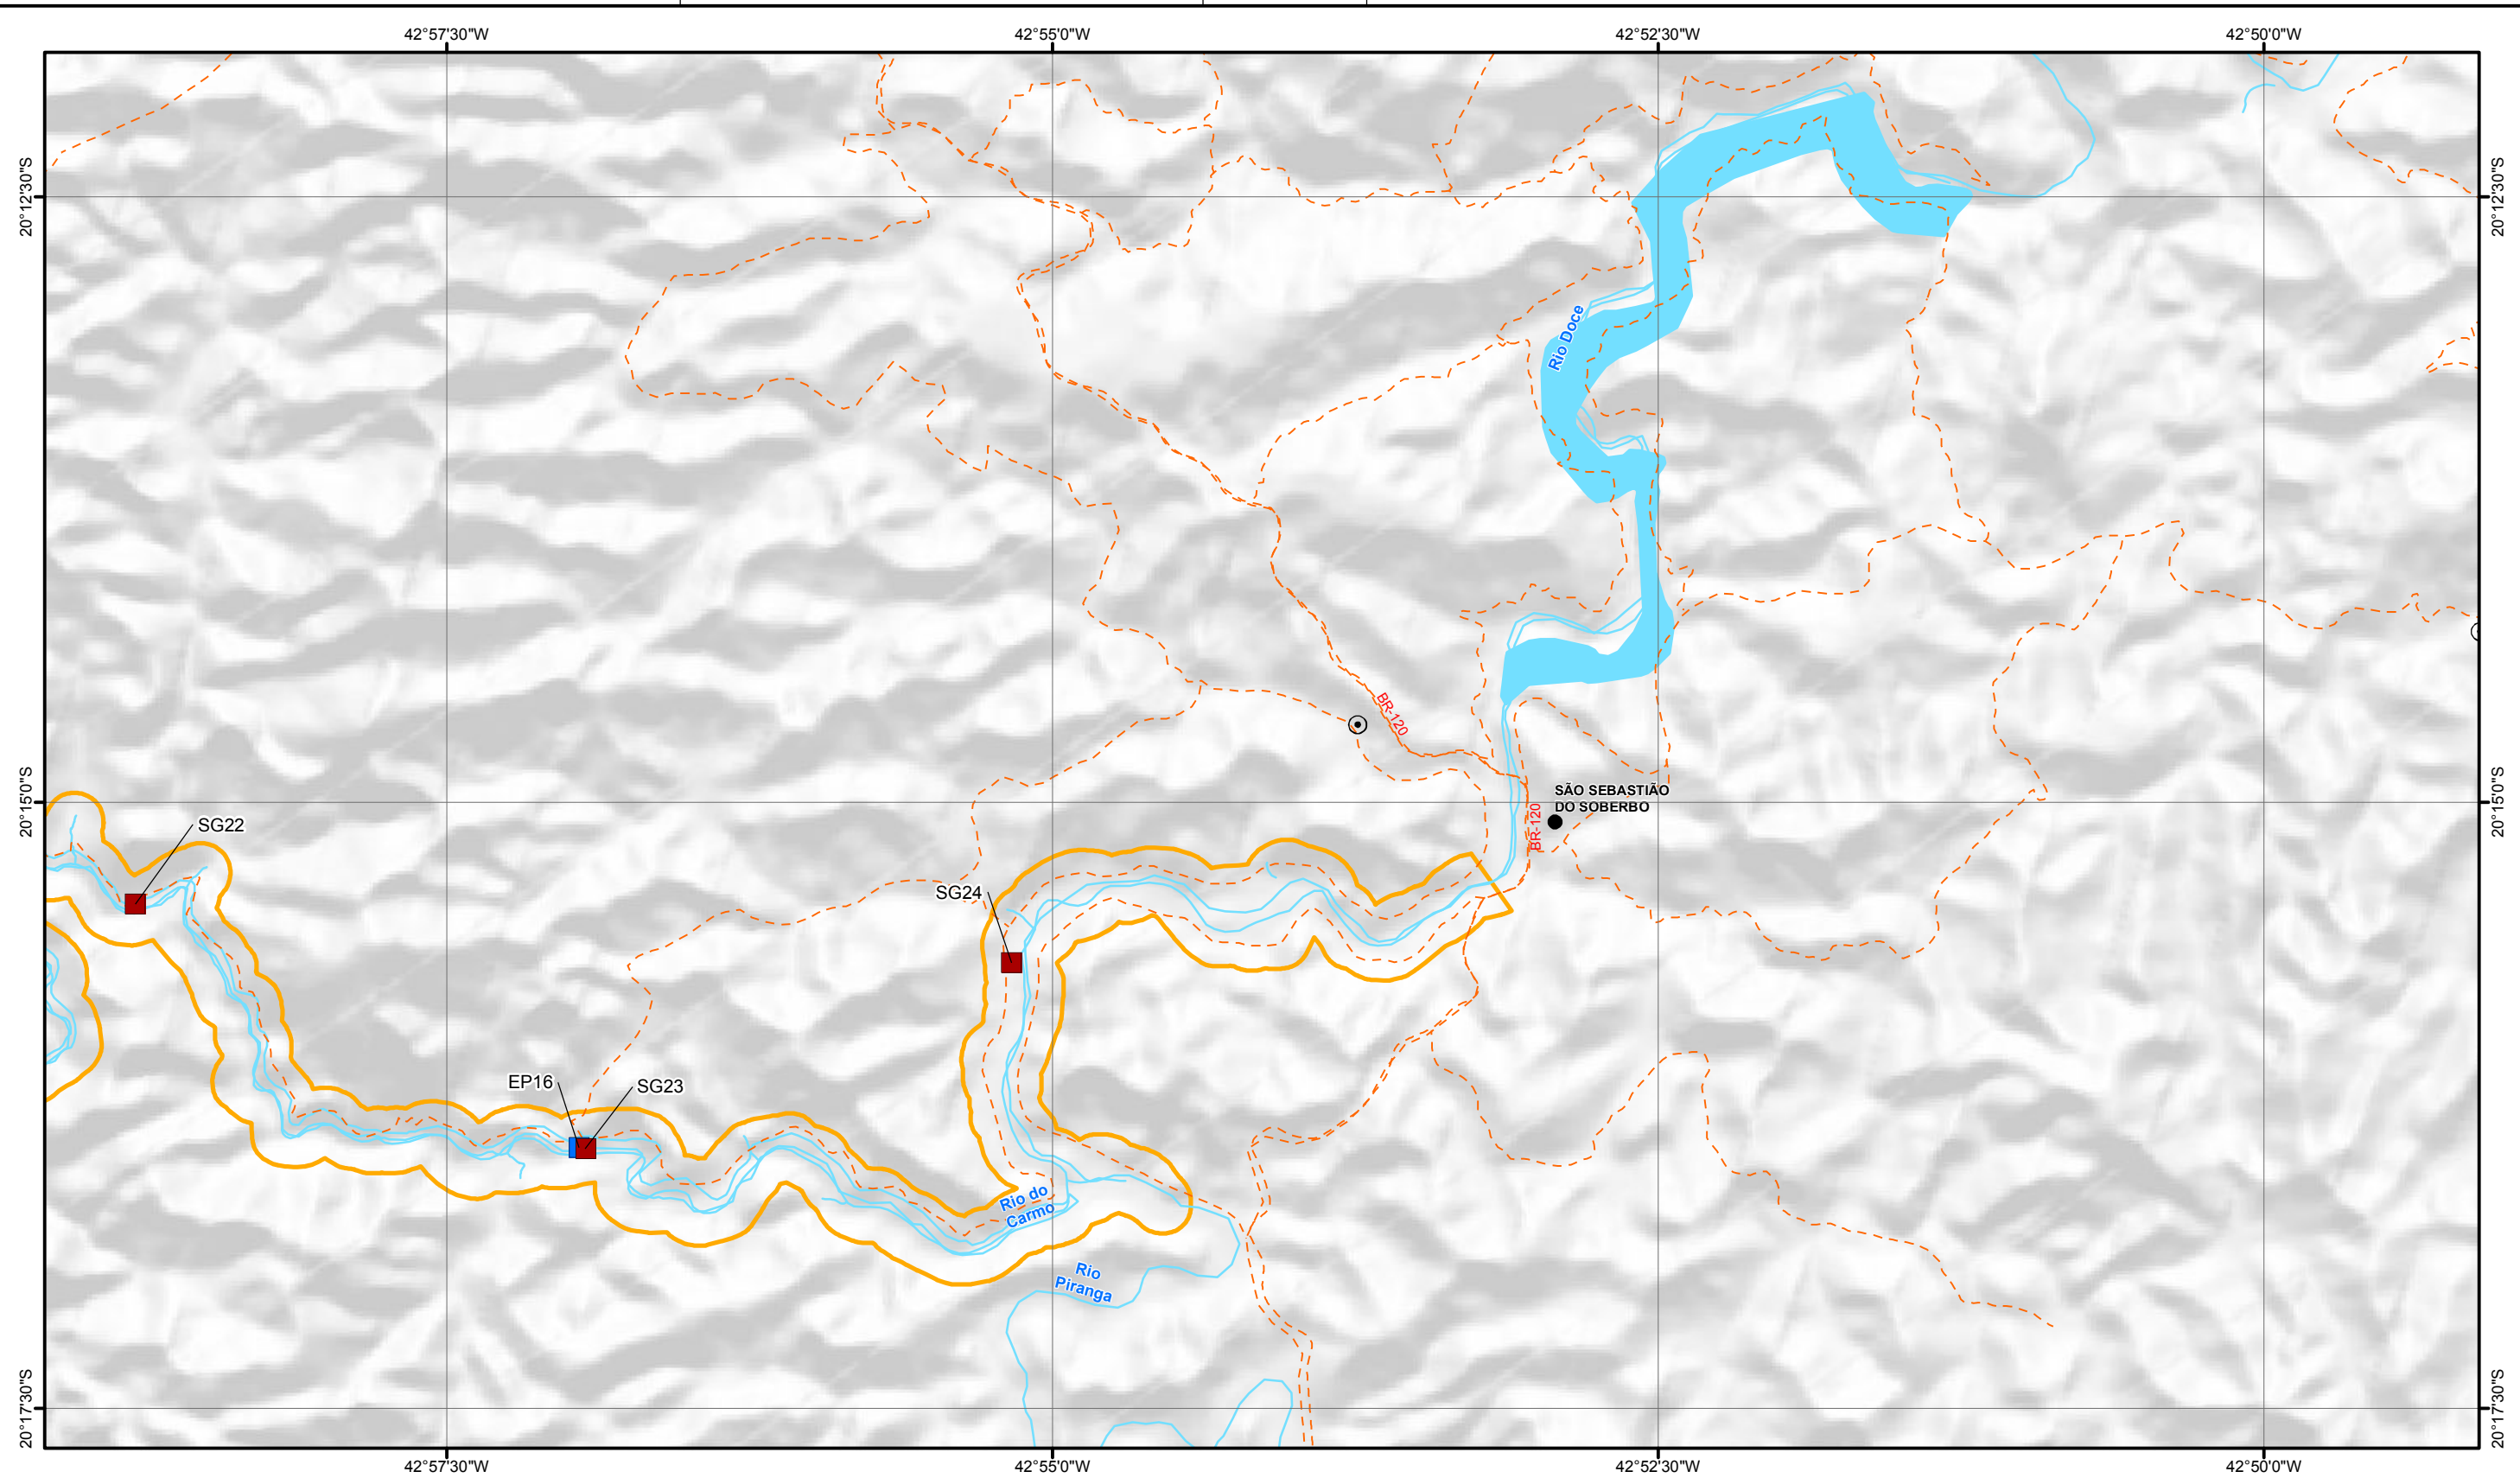 42°57'30"W
42°55'0"W
42°52'30"W
42°50'0"W
20°12'30"S
20°12'30"S
Rio Doce
BR-120
20°15'0"S
20°15'0"S
SÃO SEBASTIÃO
DO SOBERBO
BR-120
SG22
SG24
EP16
SG23
Rio do
Carmo
Rio
Piranga
20°17'30"S
20°17'30"S
42°57'30"W
42°55'0"W
42°52'30"W
42°50'0"W